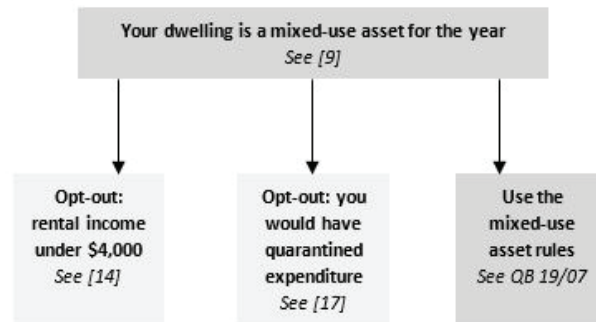 Your dwelling is a mixed-use asset for the year
See [9]
Opt-out:
rental income
under $4,000
See [14]
Opt-out: you
would have
quarantined
expenditure
See [17]
Use the
mixed-use
asset rules
See QB 19/07